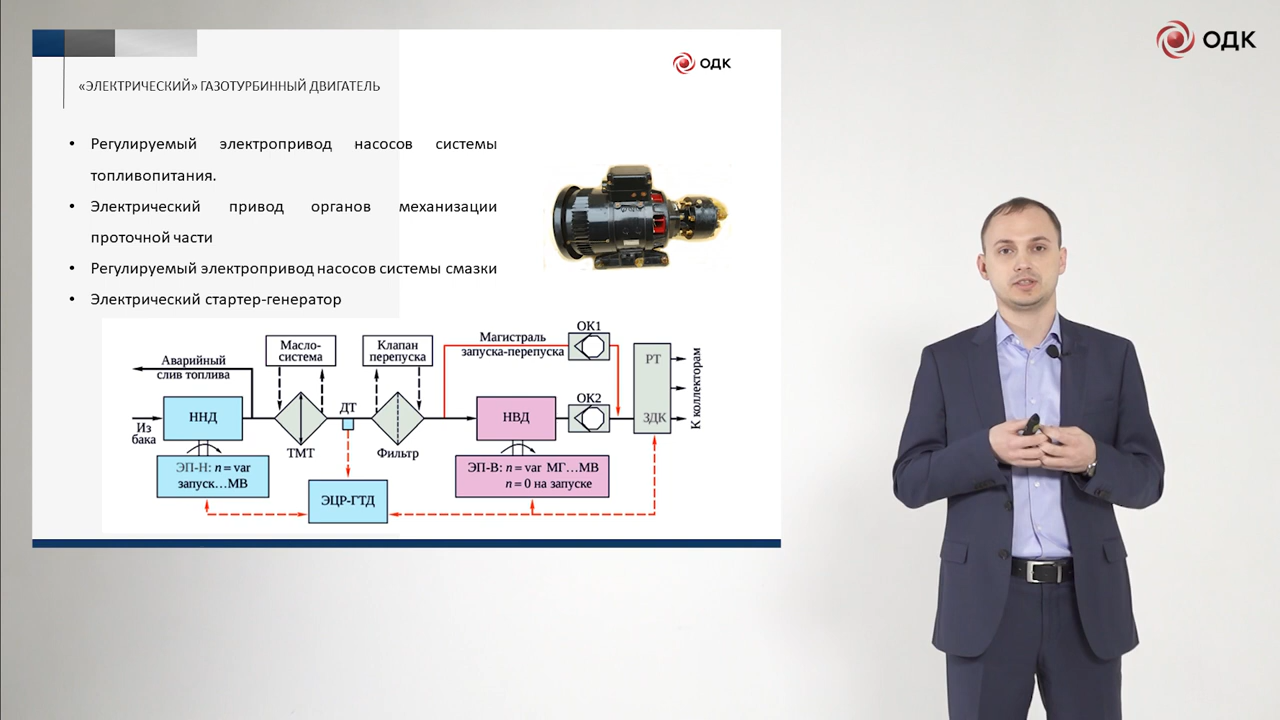 ОДК
ОДК
«ЭЛЕКТРИЧЕСКИЙ» ГАЗОТУРБИННЫЙ ДВИГАТЕЛЬ
• Регулируемый электропривод насосов системы
топливопитания.
• Электрический привод органов механизации
проточной части
• Регулируемый электропривод насосов системы смазки
• Электрический стартер-генератор
Аварийный
слив топлива
Масло-
система
Клапан
перепуска
Магистраль
запуска-перепуска
ОК1
РТ
ЗДК
К коллекторам
Из
бака
ННД
ТМТ
ДТ
Фильтр
НВД
ОК2
ЭП-Н: n = var
запуск...МВ
ЭЦР-ГТД
ЭП-В: n = var МГ...МВ
n = 0 на запуске